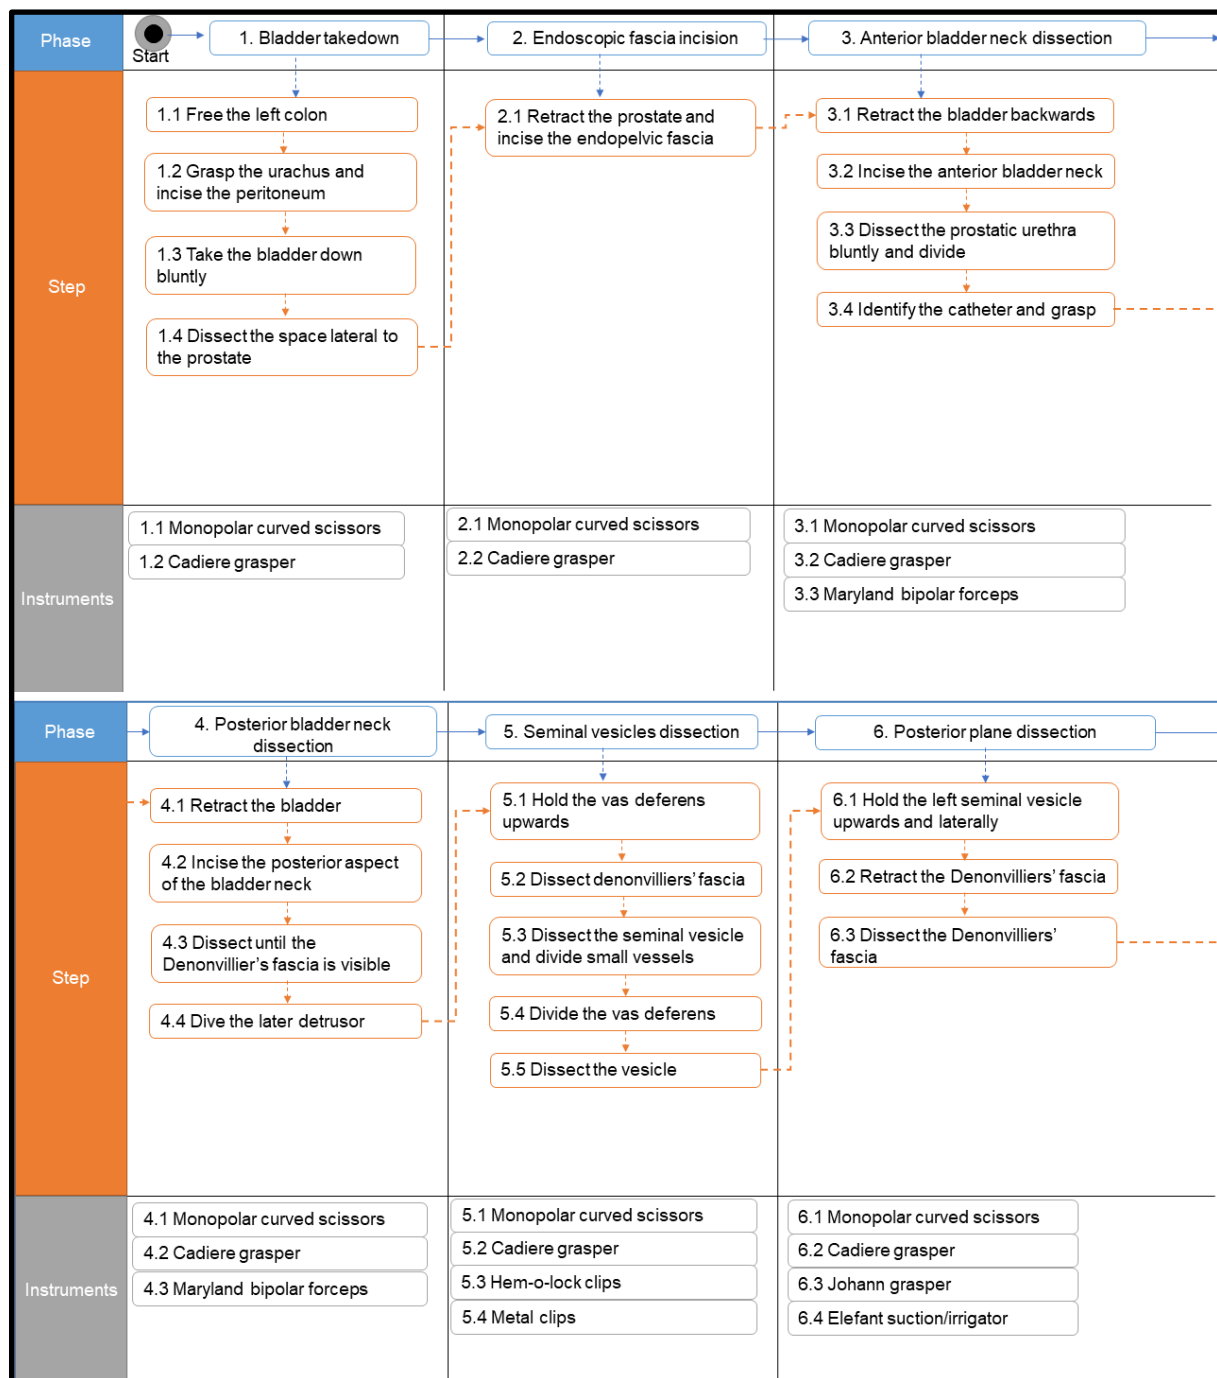 Phase
Start
1. Bladder takedown
2. Endoscopic fascia incision
3. Anterior bladder neck dissection
Step
1.1 Free the left colon
1.2 Grasp the urachus and
incise the peritoneum
1.3 Take the bladder down
bluntly
1.4 Dissect the space lateral to
the prostate
2.1 Retract the prostate and
incise the endopelvic fascia
3.1 Retract the bladder backwards
3.2 Incise the anterior bladder neck
3.3 Dissect the prostatic urethra
bluntly and divide
3.4 Identify the catheter and grasp
Instruments
1.1 Monopolar curved scissors
1.2 Cadiere grasper
2.1 Monopolar curved scissors
2.2 Cadiere grasper
3.1 Monopolar curved scissors
3.2 Cadiere grasper
3.3 Maryland bipolar forceps
Phase
4. Posterior bladder neck
dissection
5. Seminal vesicles dissection
6. Posterior plane dissection
Step
4.1 Retract the bladder
4.2 Incise the posterior aspect
of the bladder neck
4.3 Dissect until the
Denonvillier's fascia is visible
4.4 Dive the later detrusor
5.1 Hold the vas deferens
upwards
5.2 Dissect denonvilliers' fascia
5.3 Dissect the seminal vesicle
and divide small vessels
5.4 Divide the vas deferens
5.5 Dissect the vesicle
6.1 Hold the left seminal vesicle
upwards and laterally
6.2 Retract the Denonvilliers' fascia
6.3 Dissect the Denonvilliers'
fascia
Instruments
4.1 Monopolar curved scissors
4.2 Cadiere grasper
4.3 Maryland bipolar forceps
5.1 Monopolar curved scissors
5.2 Cadiere grasper
5.3 Hem-o-lock clips
5.4 Metal clips
6.1 Monopolar curved scissors
6.2 Cadiere grasper
6.3 Johann grasper
6.4 Elefant suction/irrigator